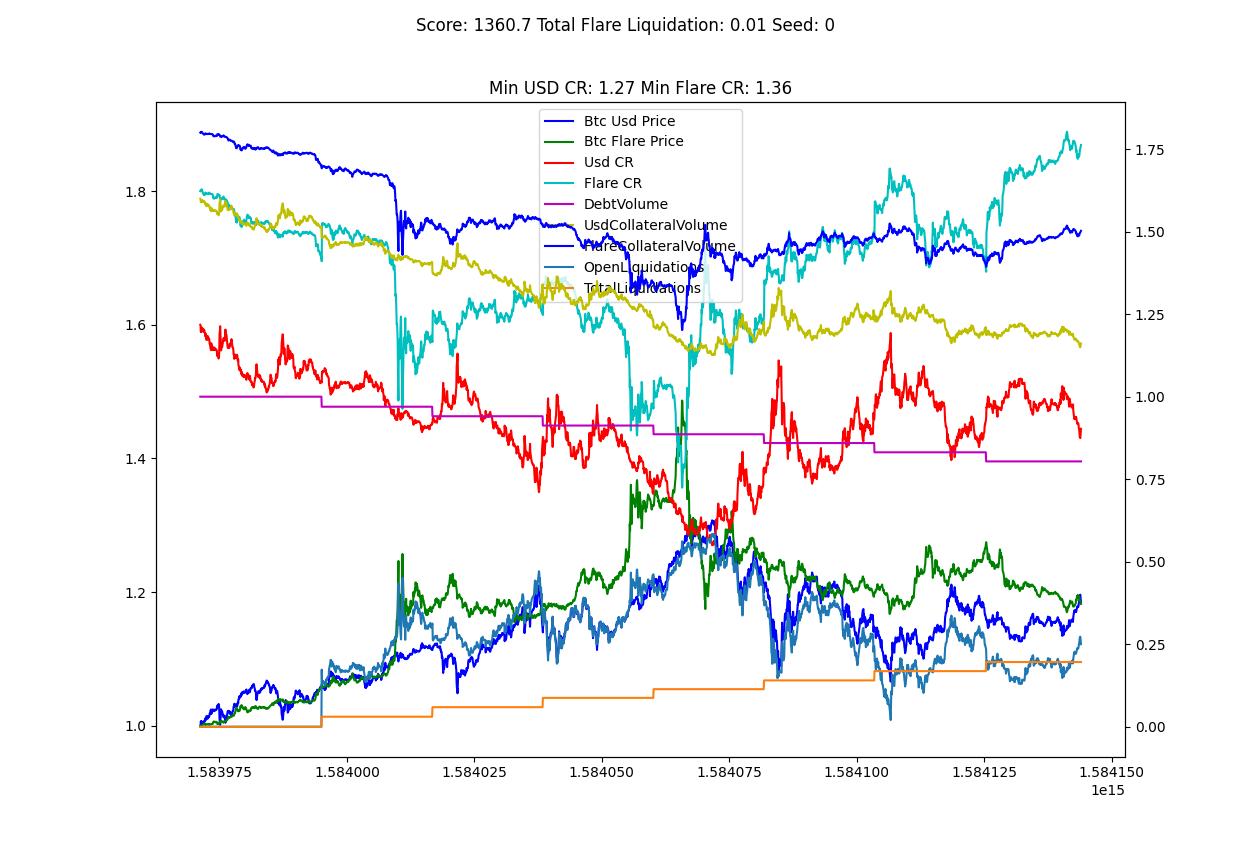 Score: 1360.7 Total Flare Liquidation: 0.01 Seed: 0
Min USD CR: 1.27 Min Flare CR: 1.36
Btc Usd Price
Btc Flare Price
Usd CR
Flare CR
DebtVolume
UsdCollateralVolume
FlareCollateralVolume
OpenLiquidations
TotalLiquidations
1.8
1.6
1.4
1.2
1.0
1.75
1.50
1.25
1.00
0.75
0.50
0.25
0.00
1.583975 1.584000 1.584025 1.584050 1.584075 1.584100 1.584125 1.584150
1e15